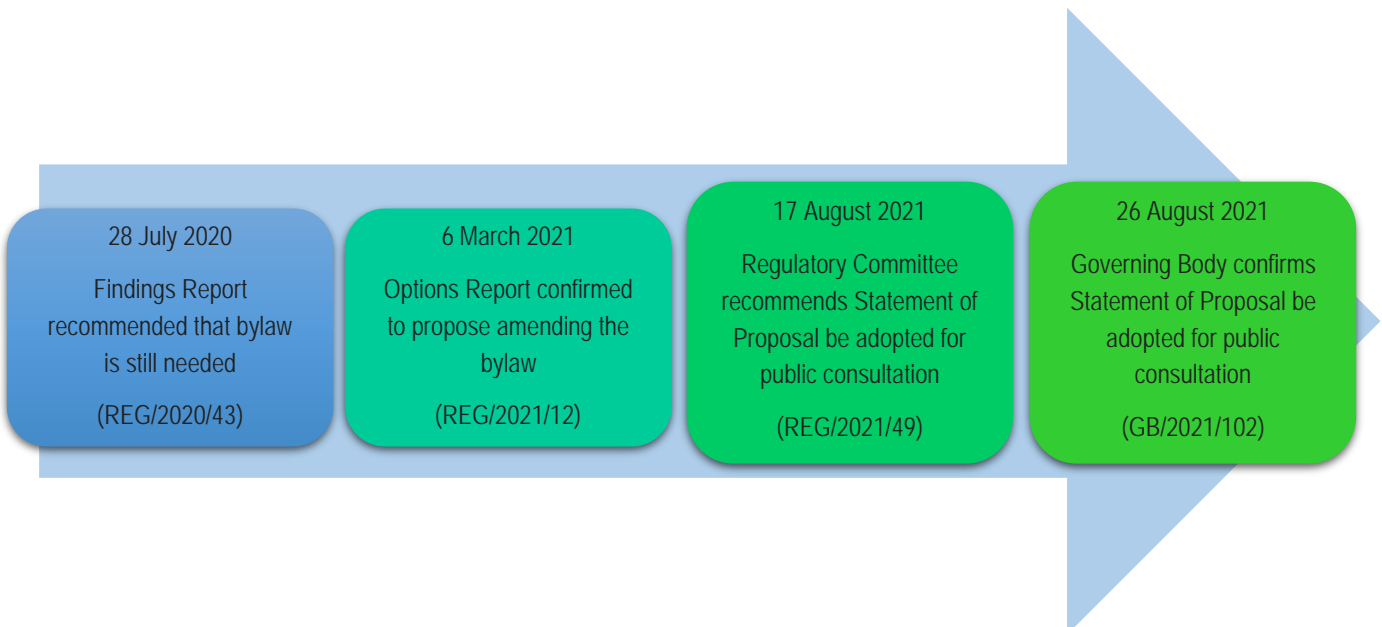 28 July 2020
Findings Report
recommended that bylaw
is still needed
(REG/2020/43)
6 March 2021
Options Report confirmed
to propose amending the
bylaw
(REG/2021/12)
17 August 2021
Regulatory Committee
recommends Statement of
Proposal be adopted for
public consultation
(REG/2021/49)
26 August 2021
Governing Body confirms
Statement of Proposal be
adopted for public
consultation
(GB/2021/102)